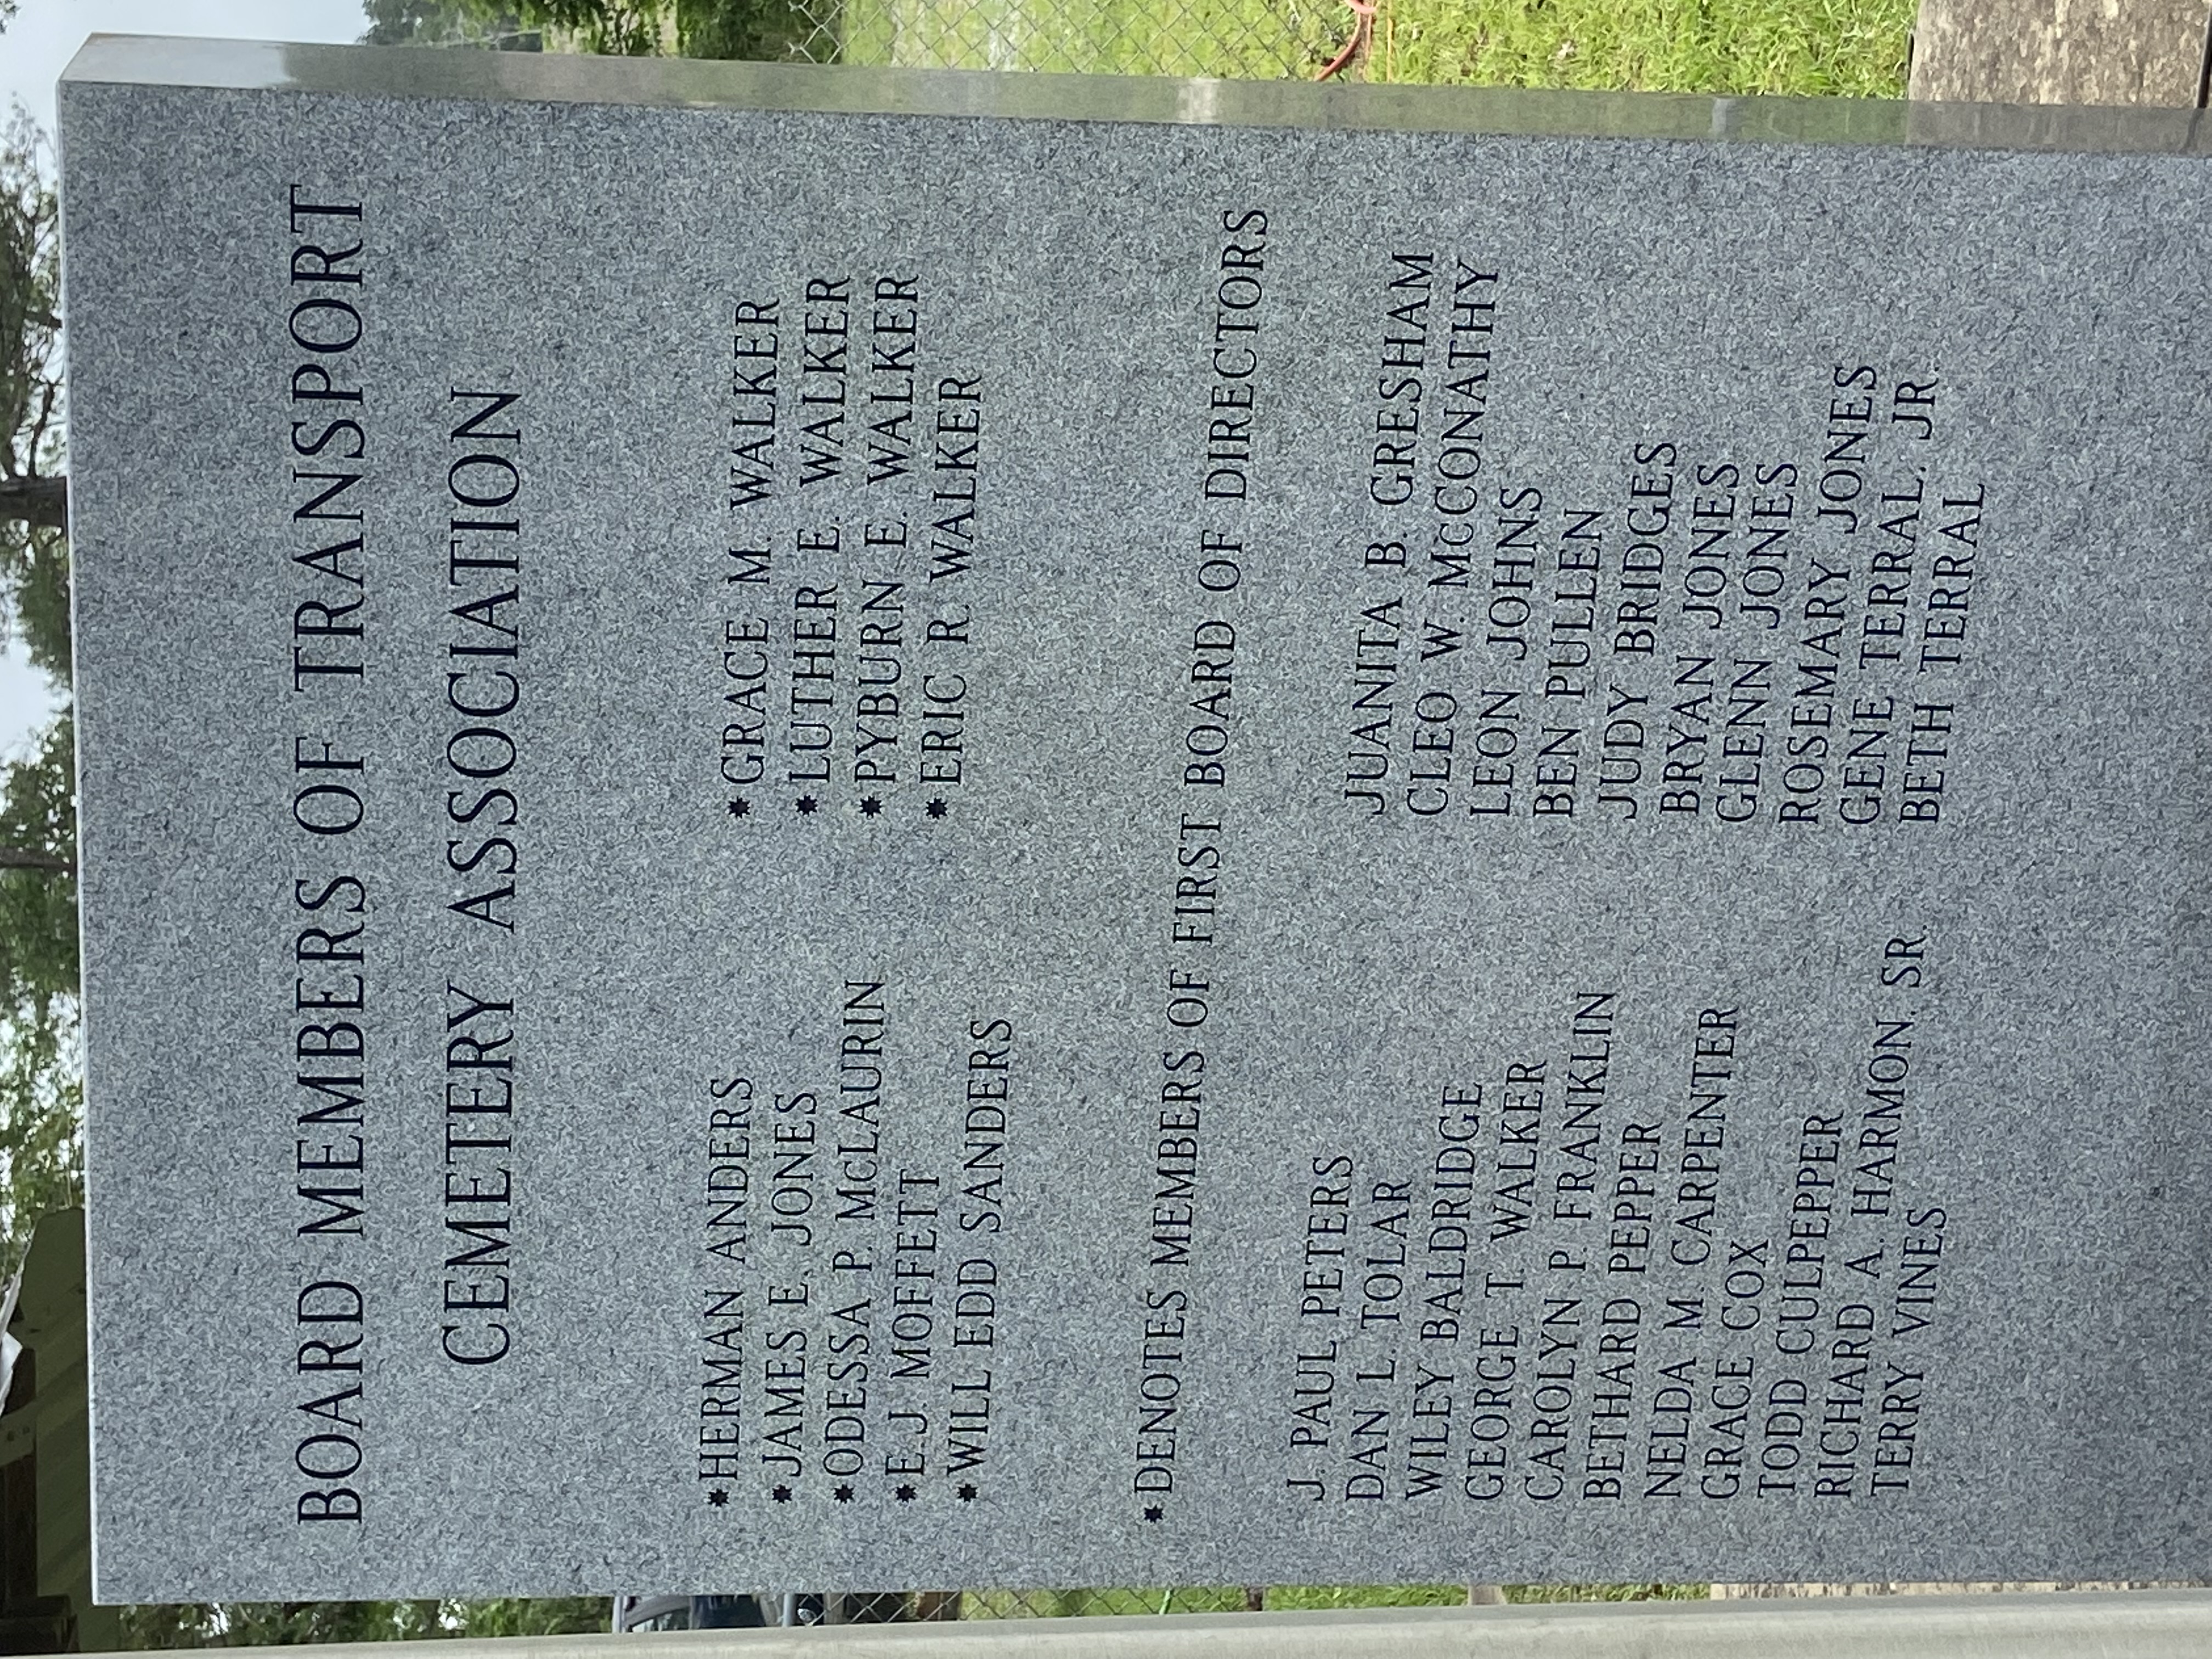 BOARD MEMBERS OF TRANSPORT
CEMETERY ASSOCIATION
*HERMAN ANDERS
*JAMES E. JONES
*ODESSA P. McLAURIN
*E.J. MOFFETT
*WILL EDD SANDERS
*GRACE M. WALKER
*LUTHER E. WALKER
*PYBURN E. WALKER
*ERIC R. WALKER
*DENOTES MEMBERS OF FIRST BOARD OF DIRECTORS
J. PAUL PETERS
DAN L. TOLAR
WILEY BALDRIDGE
GEORGE T. WALKER
CAROLYN P. FRANKLIN
BETHARD PEPPER
NELDA M. CARPENTER
GRACE COX
TODD CULPEPPER
RICHARD A. HARMON. SR.
TERRY VINES
JUANITA B. GRESHAM
CLEO W. McCONATHY
LEON JOHNS
BEN PULLEN
JUDY BRIDGES
BRYAN JONES
GLENN JONES
ROSEMARY JONES
GENE TERRAL. JR.
BETH TERRAL